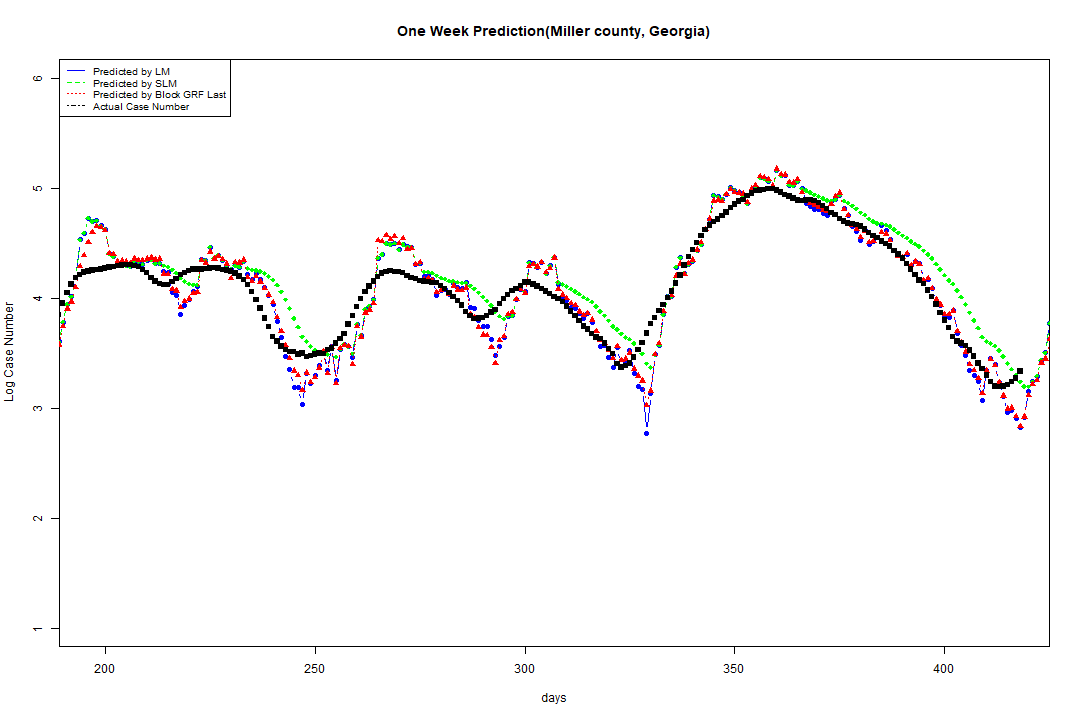 One Week Prediction(Miller county, Georgia)
Predicted by LM
Predicted by SLM
Predicted by Block GRF Last
Actual Case Number
Log Case Number
6
5
4
3
2
1
200 250 300 350 400
days